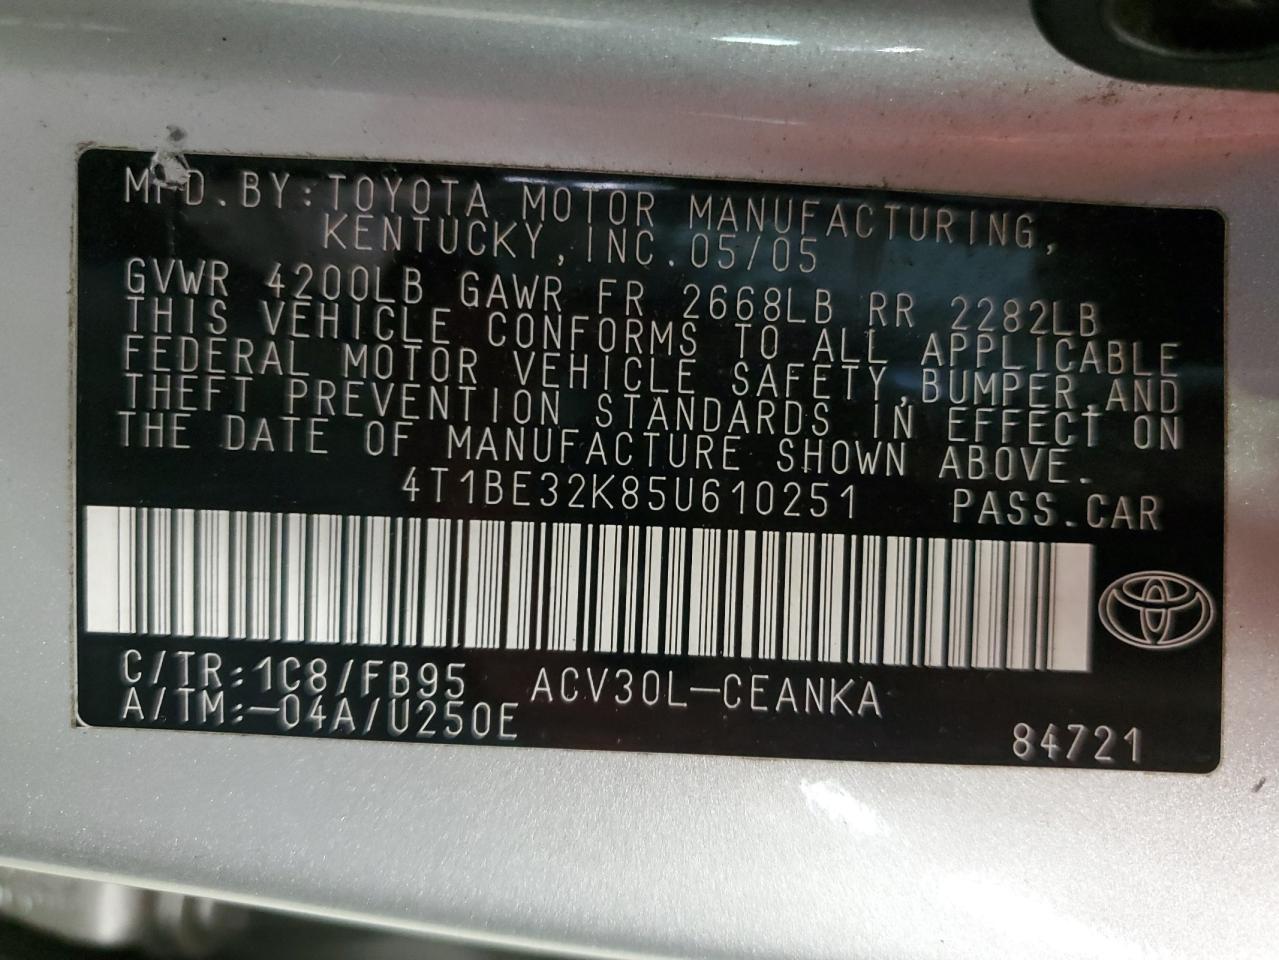 MFD.BY:TOYOTA MOTOR MANUFACTURING,
KENTUCKY,INC.05/05
GVWR 4200LB GAWR FR 2668LB RR 2282LB
THIS VEHICLE CONFORMS TO ALL APPLICABLE
FEDERAL MOTOR VEHICLE SAFETY,BUMPER AND
THEFT PREVENTION STANDARDS IN EFFECT ON
THE DATE OF MANUFACTURE SHOWN ABOVE.
4T1BE32K85U610251 PASS.CAR
C/TR:1C8/FB95 ACV30L-CEANKA
A/TM:-04A/U250E
84721